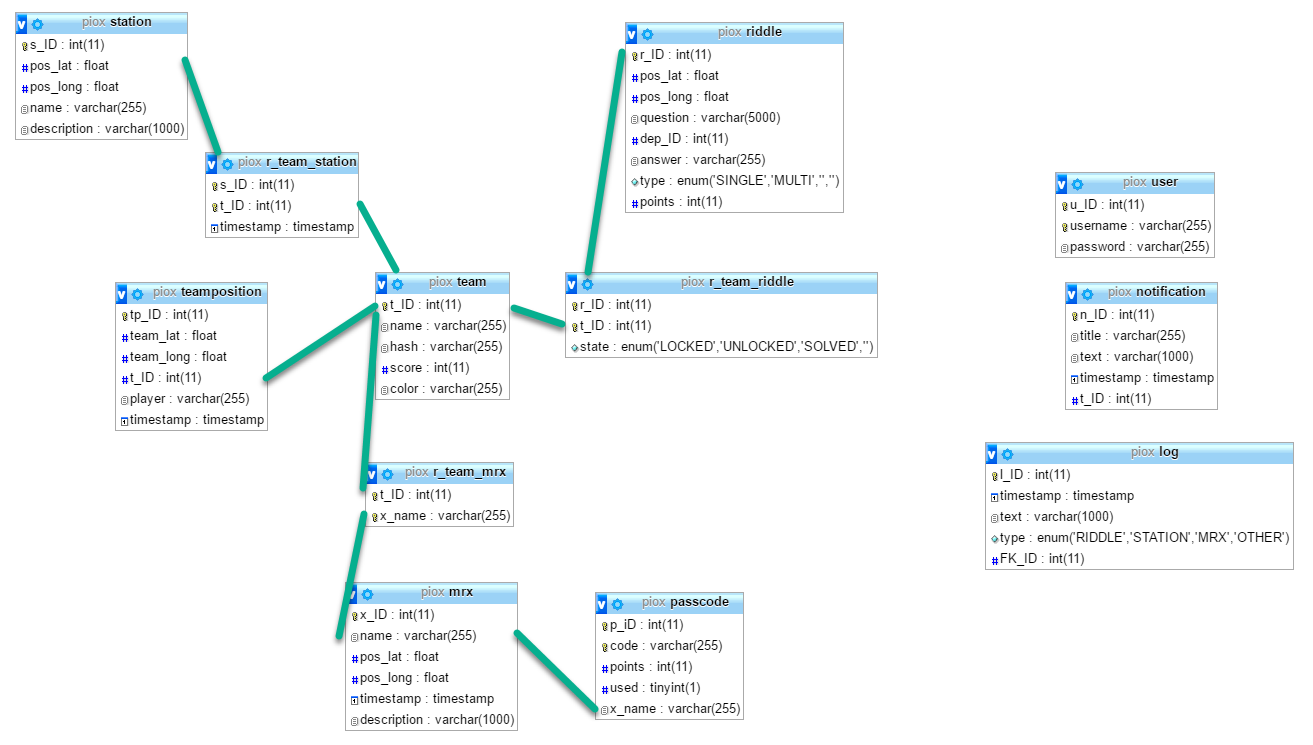 piox station
s_ID : int(11)
pos_lat : float
pos_long : float
name : varchar(255)
description : varchar(1000)
piox riddle
r_ID : int(11)
pos_lat : float
pos_long : float
question : varchar(5000)
dep_ID : int(11)
answer : varchar(255)
type : enum('SINGLE','MULTI','','')
points : int(11)
piox r_team_station
s_ID : int(11)
t_ID : int(11)
timestamp : timestamp
piox user
u_ID : int(11)
username : varchar(255)
password : varchar(255)
piox teamposition
tp_ID : int(11)
team_lat : float
team_long : float
t_ID : int(11)
player : varchar(255)
timestamp : timestamp
piox team
t_ID : int(11)
name : varchar(255)
hash : varchar(255)
score : int(11)
color : varchar(255)
piox r_team_riddle
r_ID : int(11)
t_ID : int(11)
state : enum('LOCKED','UNLOCKED','SOLVED','')
piox notification
n_ID : int(11)
title : varchar(255)
text : varchar(1000)
timestamp : timestamp
t_ID : int(11)
piox r_team_mrx
t_ID : int(11)
x_name : varchar(255)
piox log
l_ID : int(11)
timestamp : timestamp
text : varchar(1000)
type : enum('RIDDLE','STATION','MRX','OTHER')
FK_ID : int(11)
piox mrx
x_ID : int(11)
name : varchar(255)
pos_lat : float
pos_long : float
timestamp : timestamp
description : varchar(1000)
piox passcode
p_iD : int(11)
code : varchar(255)
points : int(11)
used : tinyint(1)
x_name : varchar(255)